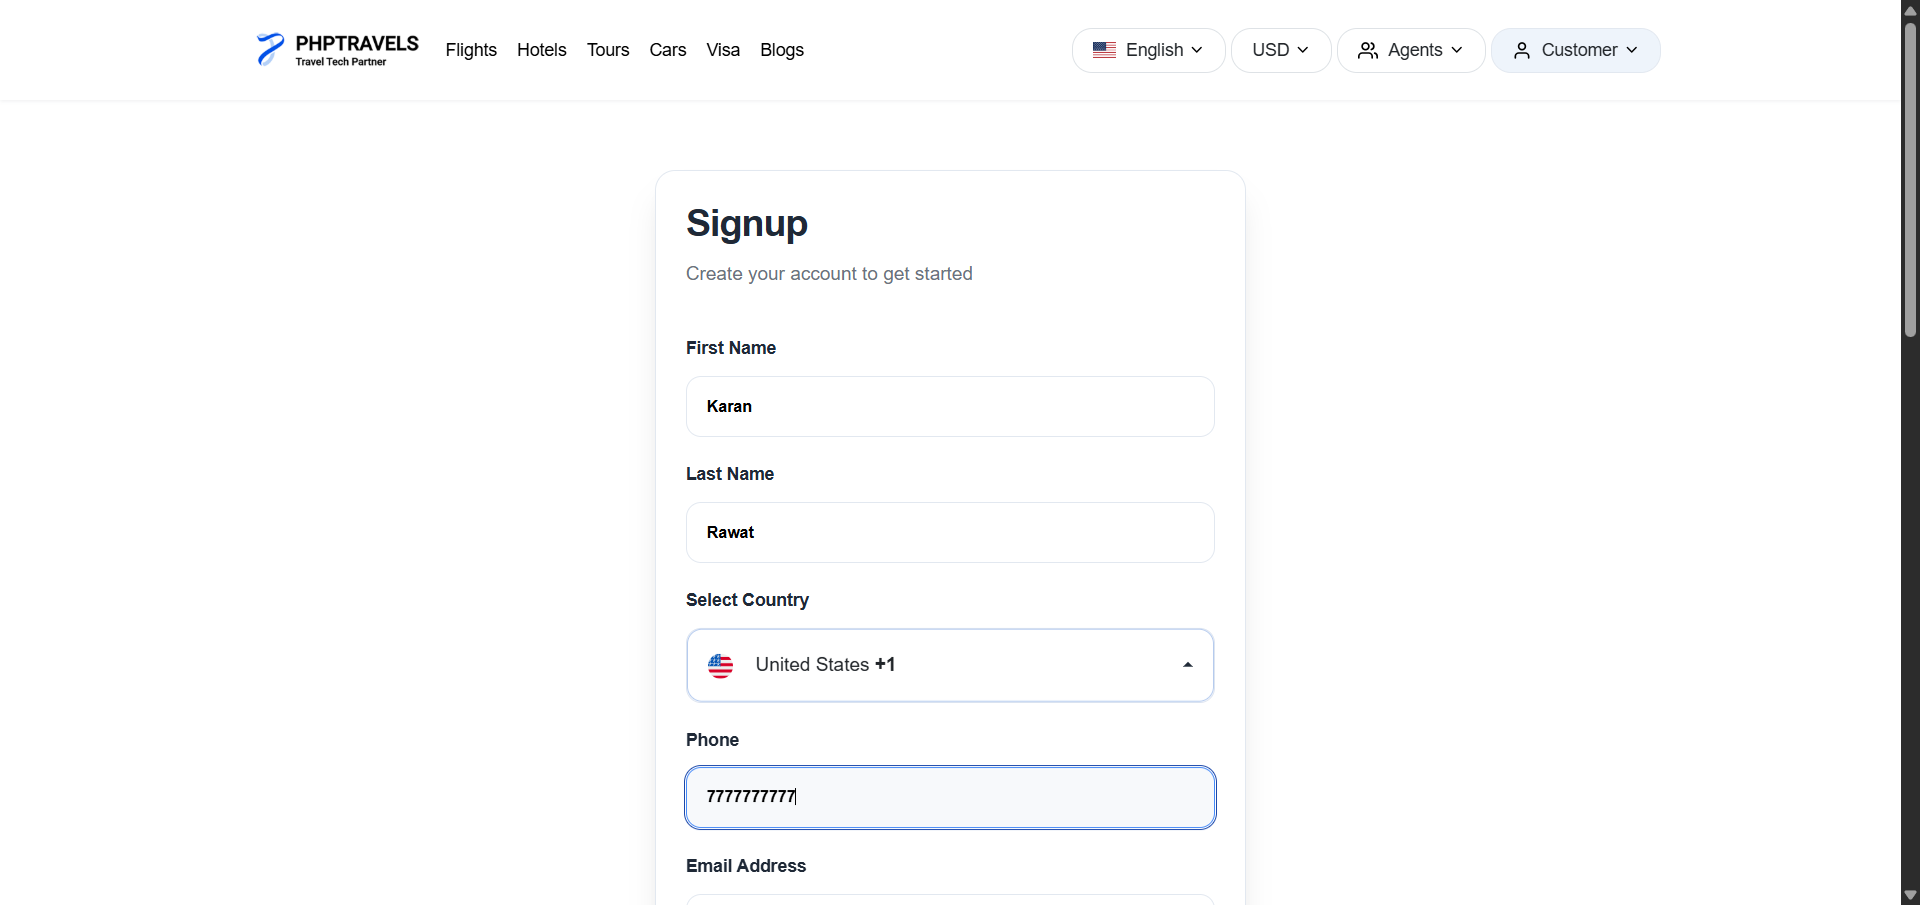 PHPTRAVELS
Travel Tech Partner
Flights Hotels Tours Cars Visa Blogs
English USD Agents Customer
Signup
Create your account to get started
First Name
Karan
Last Name
Rawat
Select Country
United States +1
Phone
7777777777
Email Address